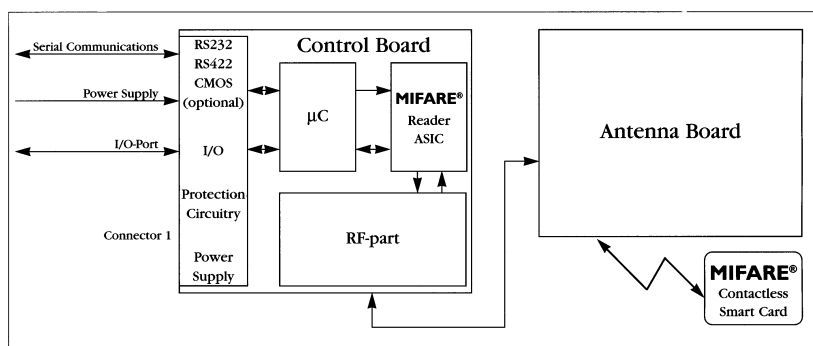 Control Board
Serial Communications
Power Supply
I/O-Port
Connector 1
RS232
RS422
CMOS
(optional)
I/O
Protection
Circuitry
Power
Supply
µC
MIFARE®
Reader
ASIC
RF-part
Antenna Board
MIFARE®
Contactless
Smart Card